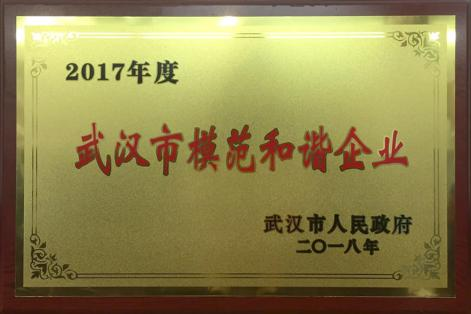 2017年度
武汉市模范和谐企业
武汉市人民政府
二〇一八年